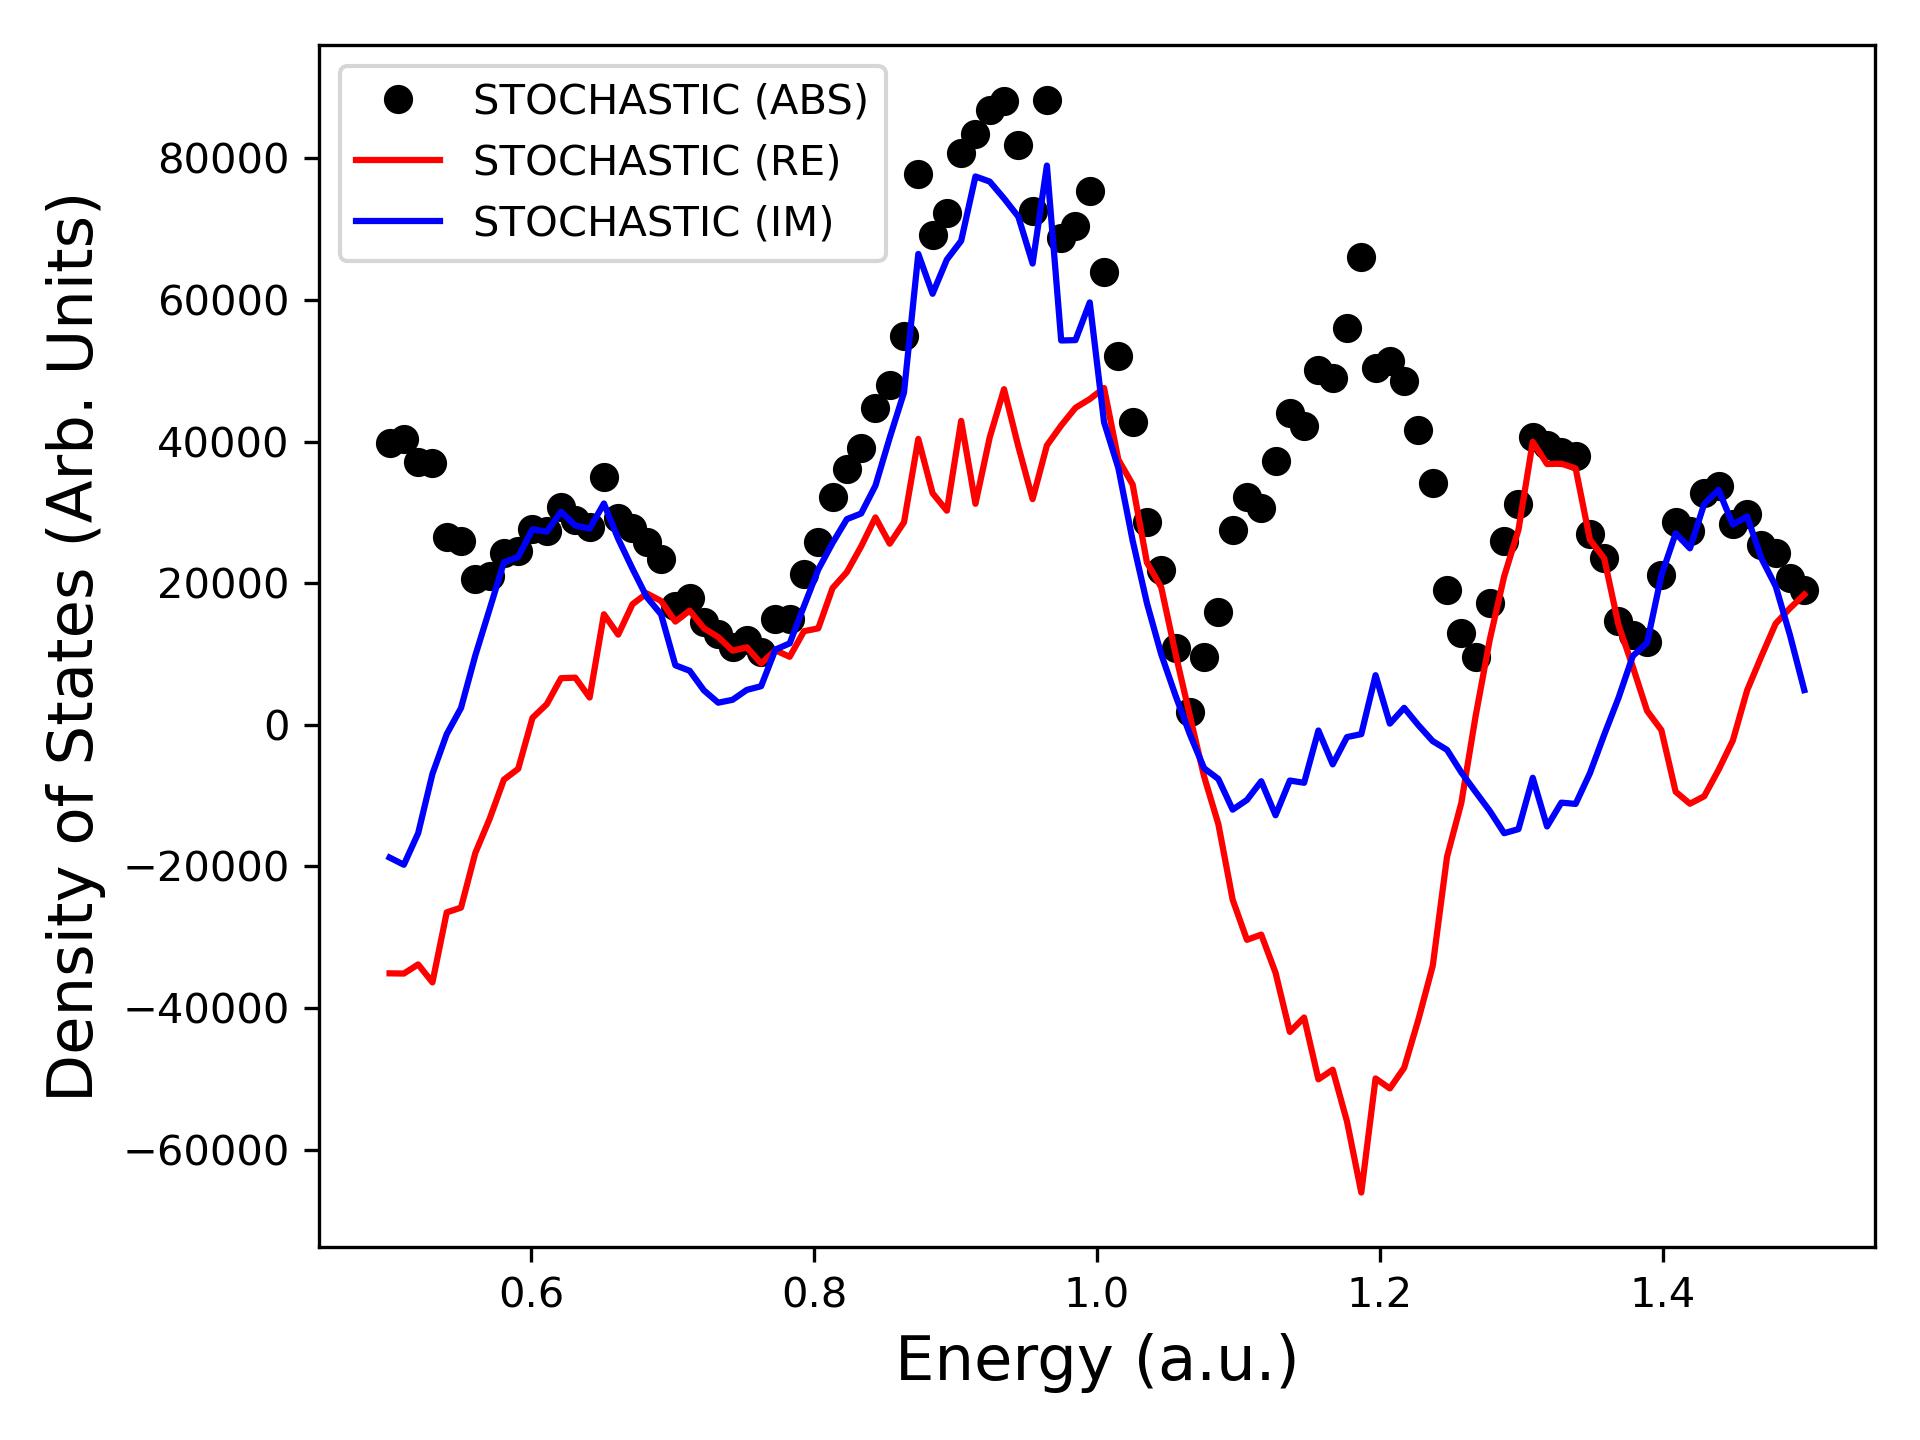 STOCHASTIC (ABS)
STOCHASTIC (RE)
STOCHASTIC (IM)
Density of States (Arb. Units)
80000
60000
40000
20000
0
−20000
−40000
−60000
0.6 0.8 1.0 1.2 1.4
Energy (a.u.)